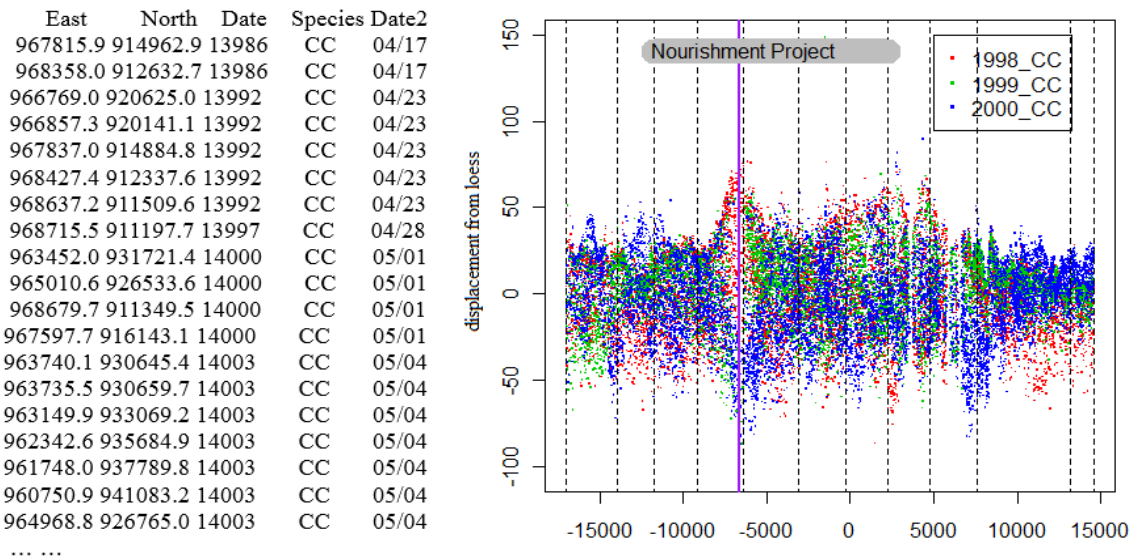 East North Date Species Date2
967815.9 914962.9 13986 CC 04/17
968358.0 912632.7 13986 CC 04/17
966769.0 920625.0 13992 CC 04/23
966857.3 920141.1 13992 CC 04/23
967837.0 914884.8 13992 CC 04/23
968427.4 912337.6 13992 CC 04/23
968637.2 911509.6 13992 CC 04/23
968715.5 911197.7 13997 CC 04/28
963452.0 931721.4 14000 CC 05/01
965010.6 926533.6 14000 CC 05/01
968679.7 911349.5 14000 CC 05/01
967597.7 916143.1 14000 CC 05/01
963740.1 930645.4 14003 CC 05/04
963735.5 930659.7 14003 CC 05/04
963149.9 933069.2 14003 CC 05/04
962342.6 935684.9 14003 CC 05/04
961748.0 937789.8 14003 CC 05/04
960750.9 941083.2 14003 CC 05/04
964968.8 926765.0 14003 CC 05/04
... ...
displacement from loess
150
100
50
0
-50
-100
Nourishment Project
1998_CC
1999_CC
2000_CC
-15000 -10000 -5000 0 5000 10000 15000